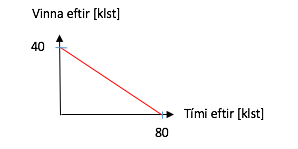 Vinna eftir [klst]
40
Tími eftir [klst]
80